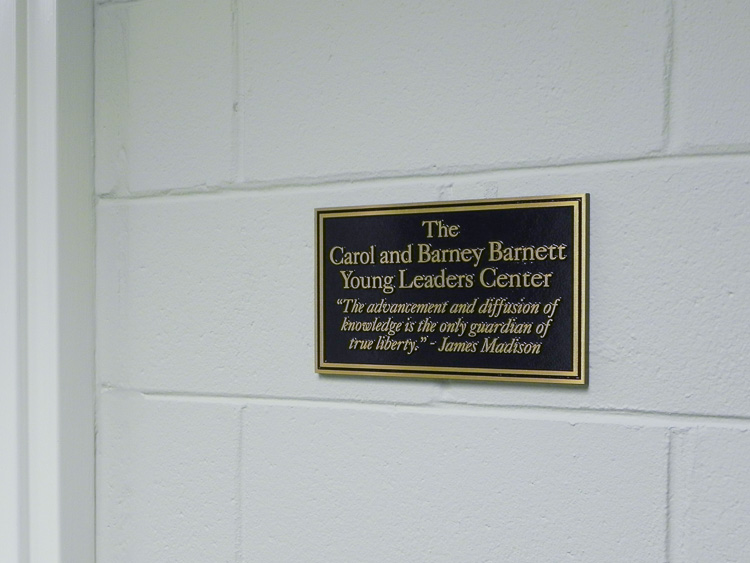 The
Carol and Barney Barnett
Young Leaders Center
“The advancement and diffusion of
knowledge is the only guardian of
true liberty.” - James Madison